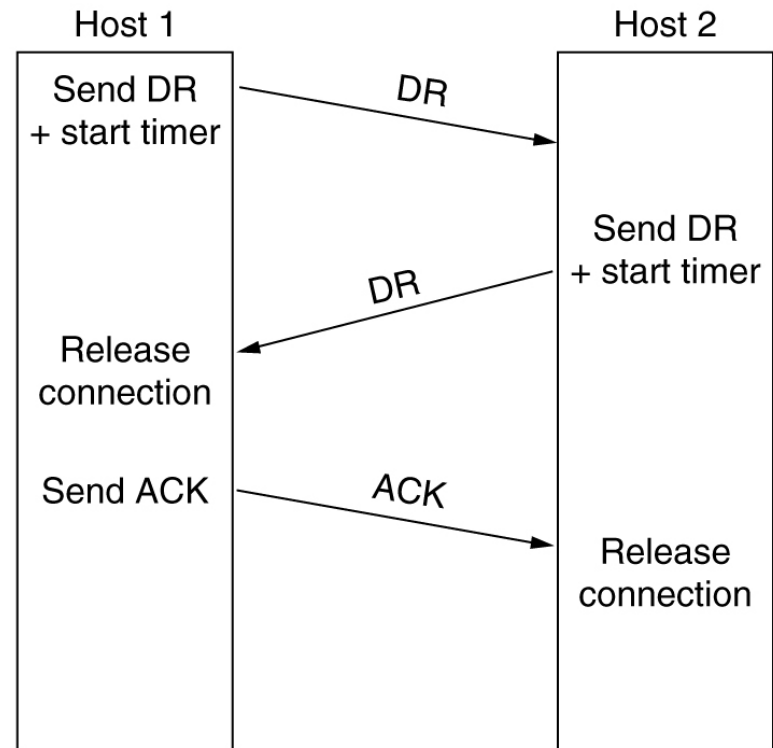 Host 1
Host 2
Send DR
+ start timer
DR
Send DR
+ start timer
DR
Release
connection
Send ACK
ACK
Release
connection